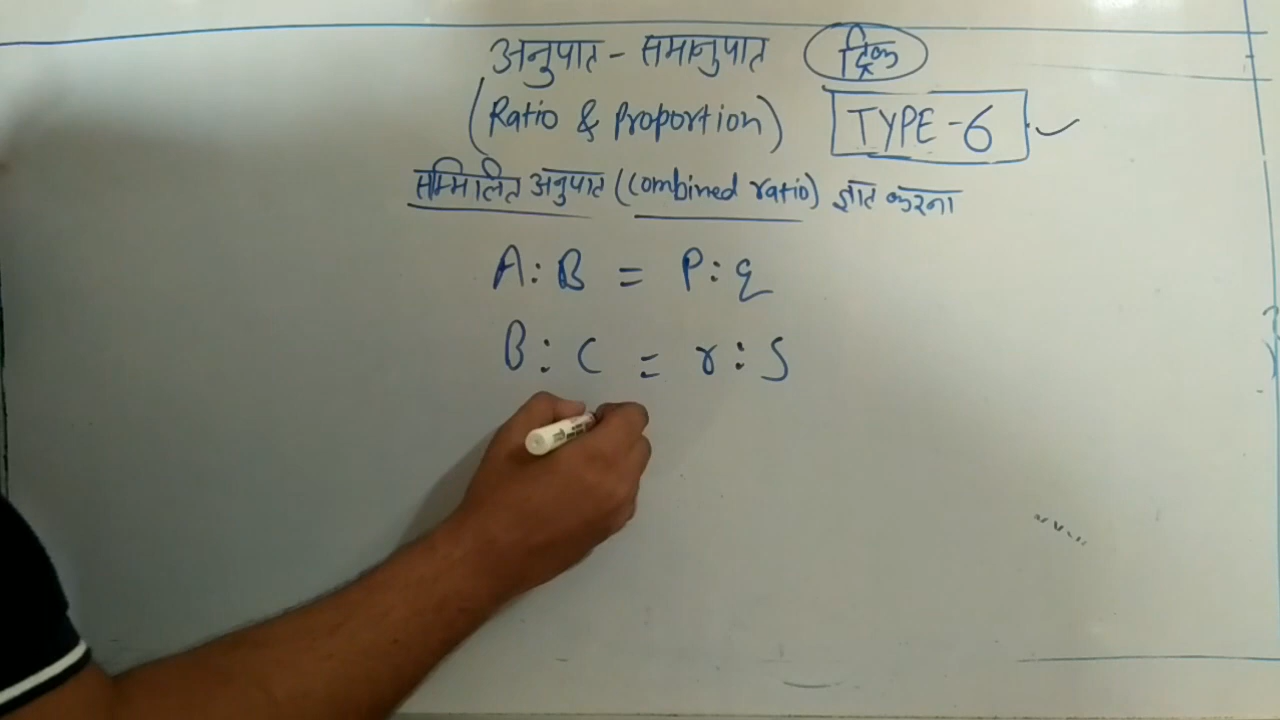 अनुपात - समानुपात ट्रिक
(Ratio & Proportion) TYPE-6
सम्मिलित अनुपात (Combined ratio) ज्ञात करना
A : B = P : q
B : C = r : S